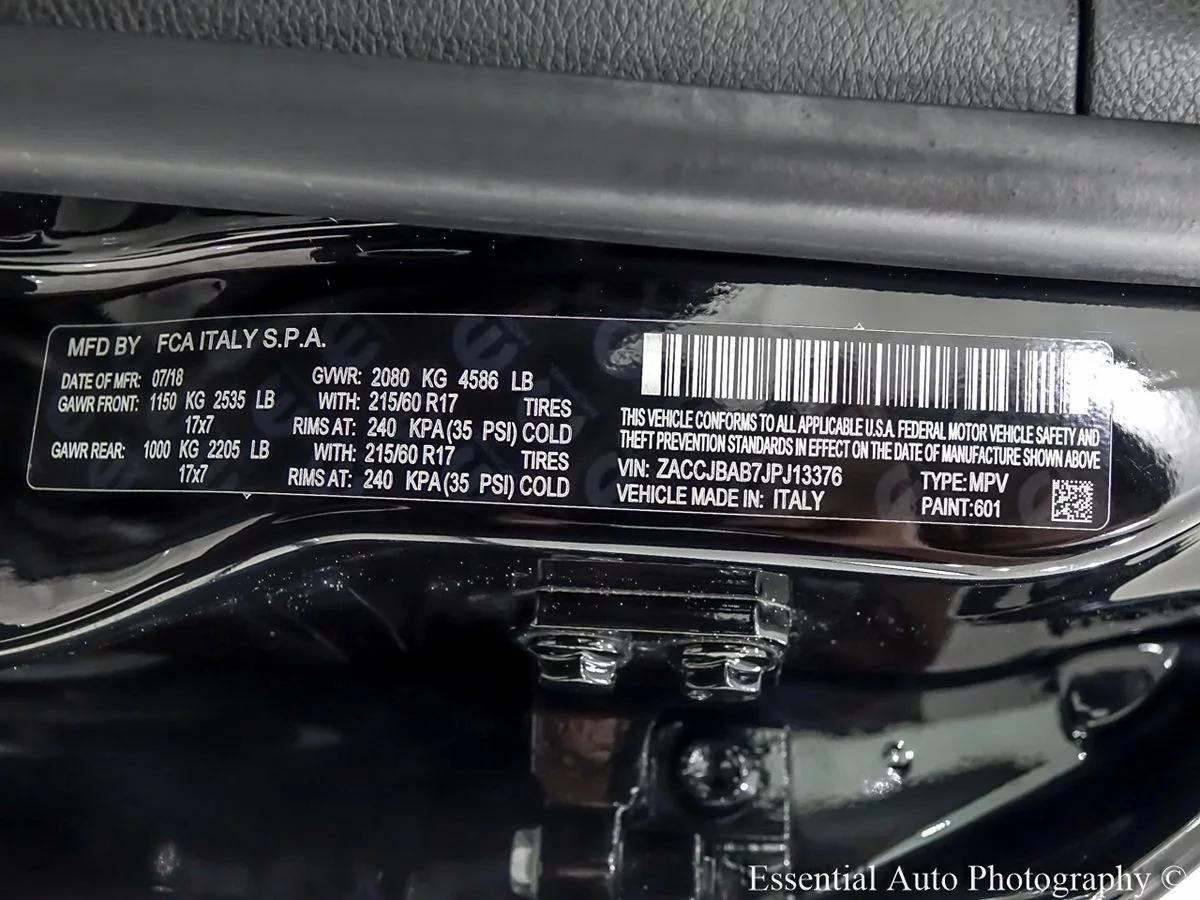 MFD BY FCA ITALY S.P.A.
DATE OF MFR: 07/18 GVWR: 2080 KG 4586 LB
GAWR FRONT: 1150 KG 2535 LB WITH: 215/60 R17 TIRES
17x7 RIMS AT: 240 KPA(35 PSI) COLD
GAWR REAR: 1000 KG 2205 LB WITH: 215/60 R17 TIRES
17x7 RIMS AT: 240 KPA(35 PSI) COLD
THIS VEHICLE CONFORMS TO ALL APPLICABLE U.S.A. FEDERAL MOTOR VEHICLE SAFETY AND
THEFT PREVENTION STANDARDS IN EFFECT ON THE DATE OF MANUFACTURE SHOWN ABOVE
VIN: ZACCJBAB7JPJ13376 TYPE: MPV
VEHICLE MADE IN: ITALY PAINT:601
Essential Auto Photography ©